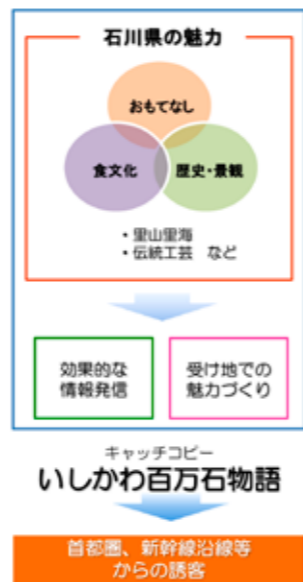 石川県の魅力
おもてなし
食文化
歴史・景観
・里山里海
・伝統工芸 など
効果的な
情報発信
受け地での
魅力づくり
キャッチコピー
いしかわ百万石物語
首都圏、新幹線沿線等
からの誘客